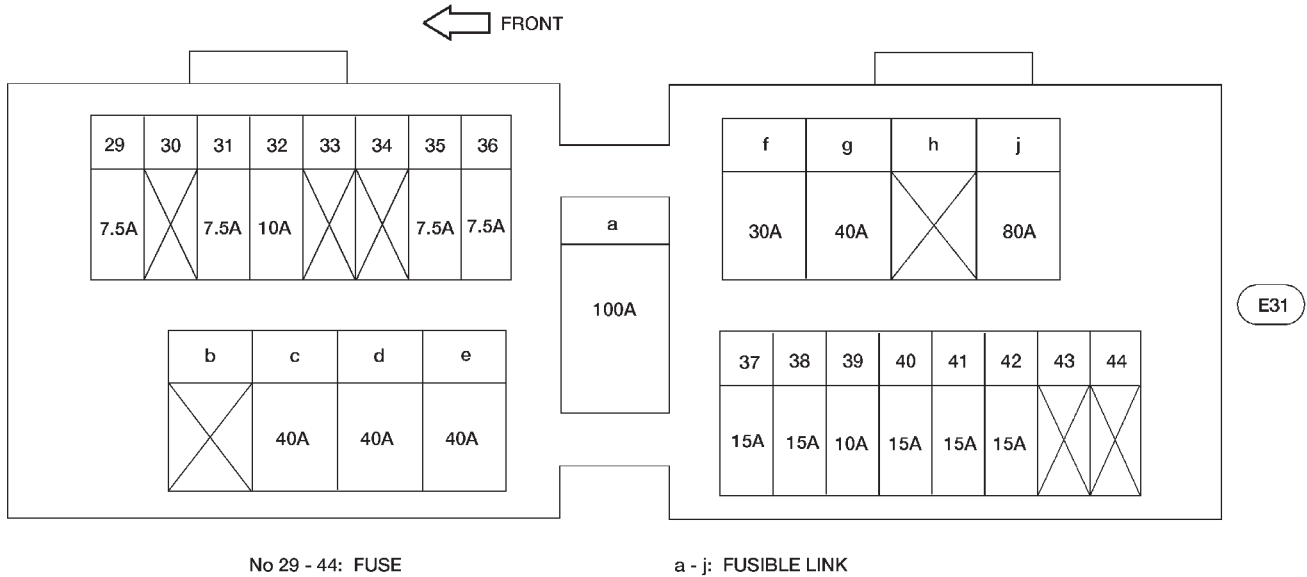 FRONT
29 30 31 32 33 34 35 36
7.5A 7.5A 10A 7.5A 7.5A
f g h j
30A 40A 80A
a
100A
E31
b c d e
40A 40A 40A
37 38 39 40 41 42 43 44
15A 15A 10A 15A 15A 15A
No 29 - 44: FUSE
a - j: FUSIBLE LINK